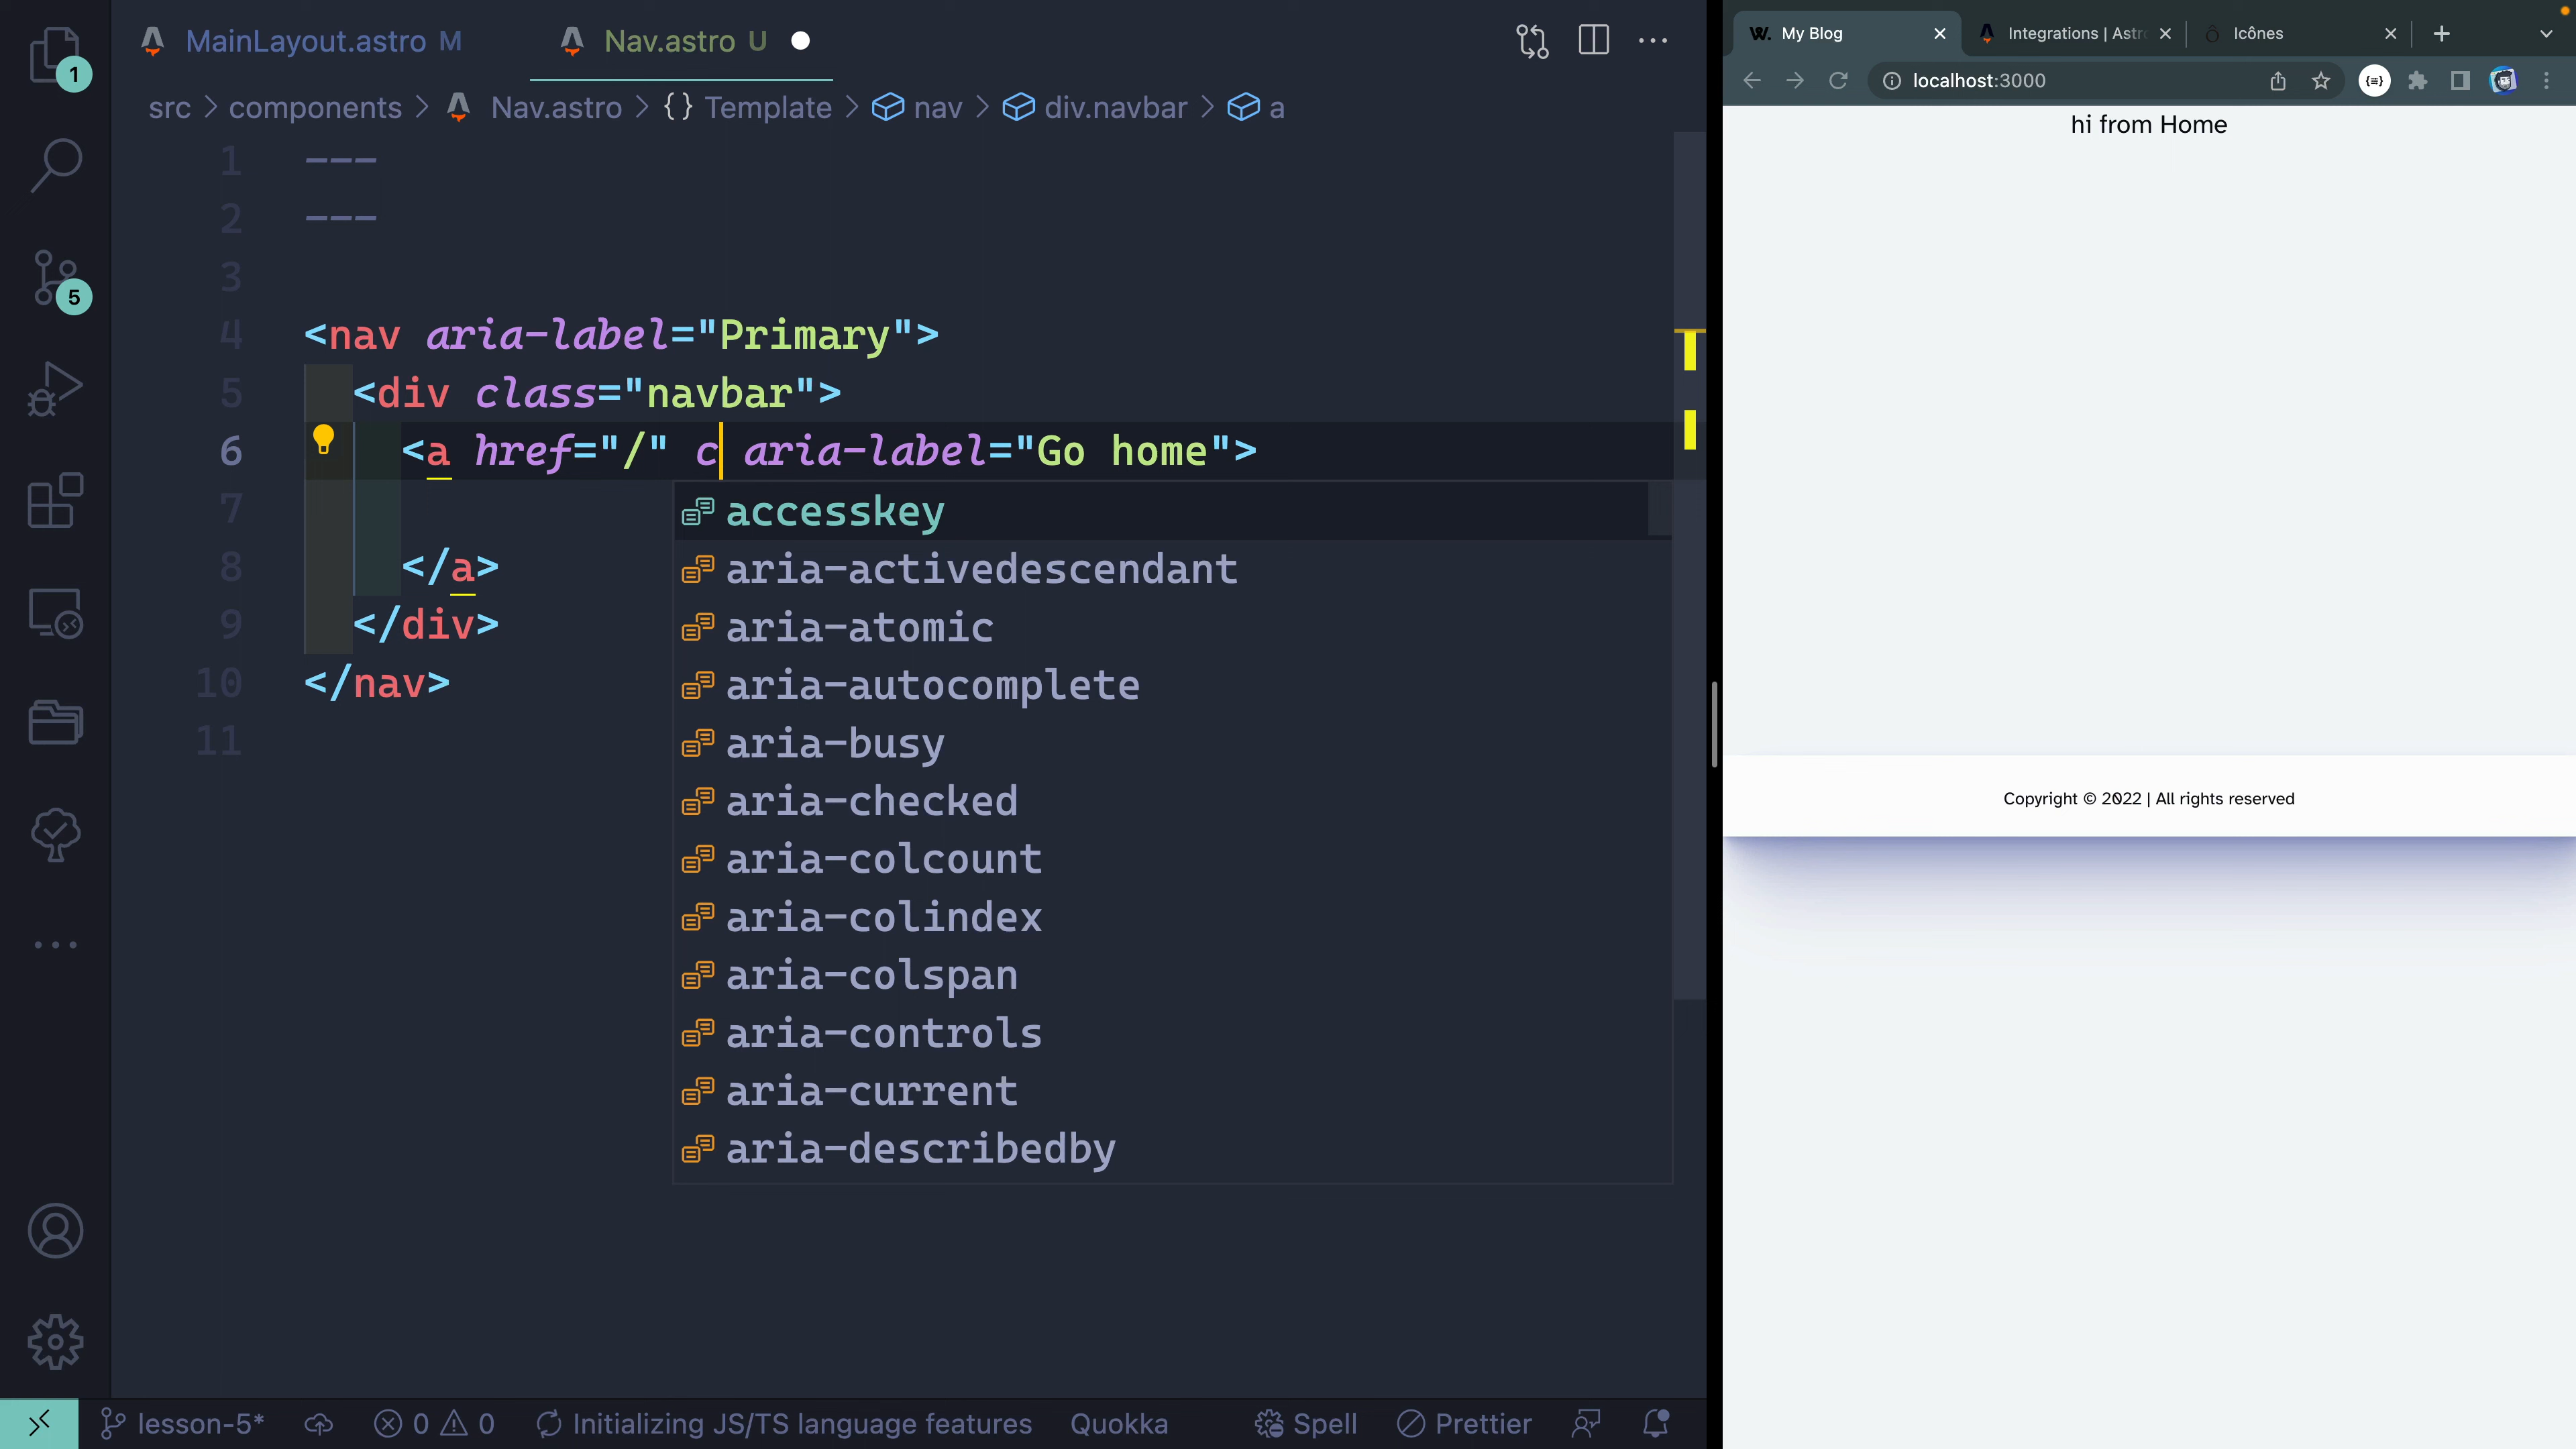 MainLayout.astro M
Nav.astro U
src > components > Nav.astro > {} Template > nav > div.navbar > a
1 ---
2 ---
3
4 <nav aria-label="Primary">
5 <div class="navbar">
6 <a href="/" c aria-label="Go home">
7
8 </a>
9 </div>
10 </nav>
11
accesskey
aria-activedescendant
aria-atomic
aria-autocomplete
aria-busy
aria-checked
aria-colcount
aria-colindex
aria-colspan
aria-controls
aria-current
aria-describedby
1
5
lesson-5* 0 0 Initializing JS/TS language features Quokka Spell Prettier
W. My Blog
Integrations | Astr
Icônes
localhost:3000
hi from Home
Copyright © 2022 | All rights reserved